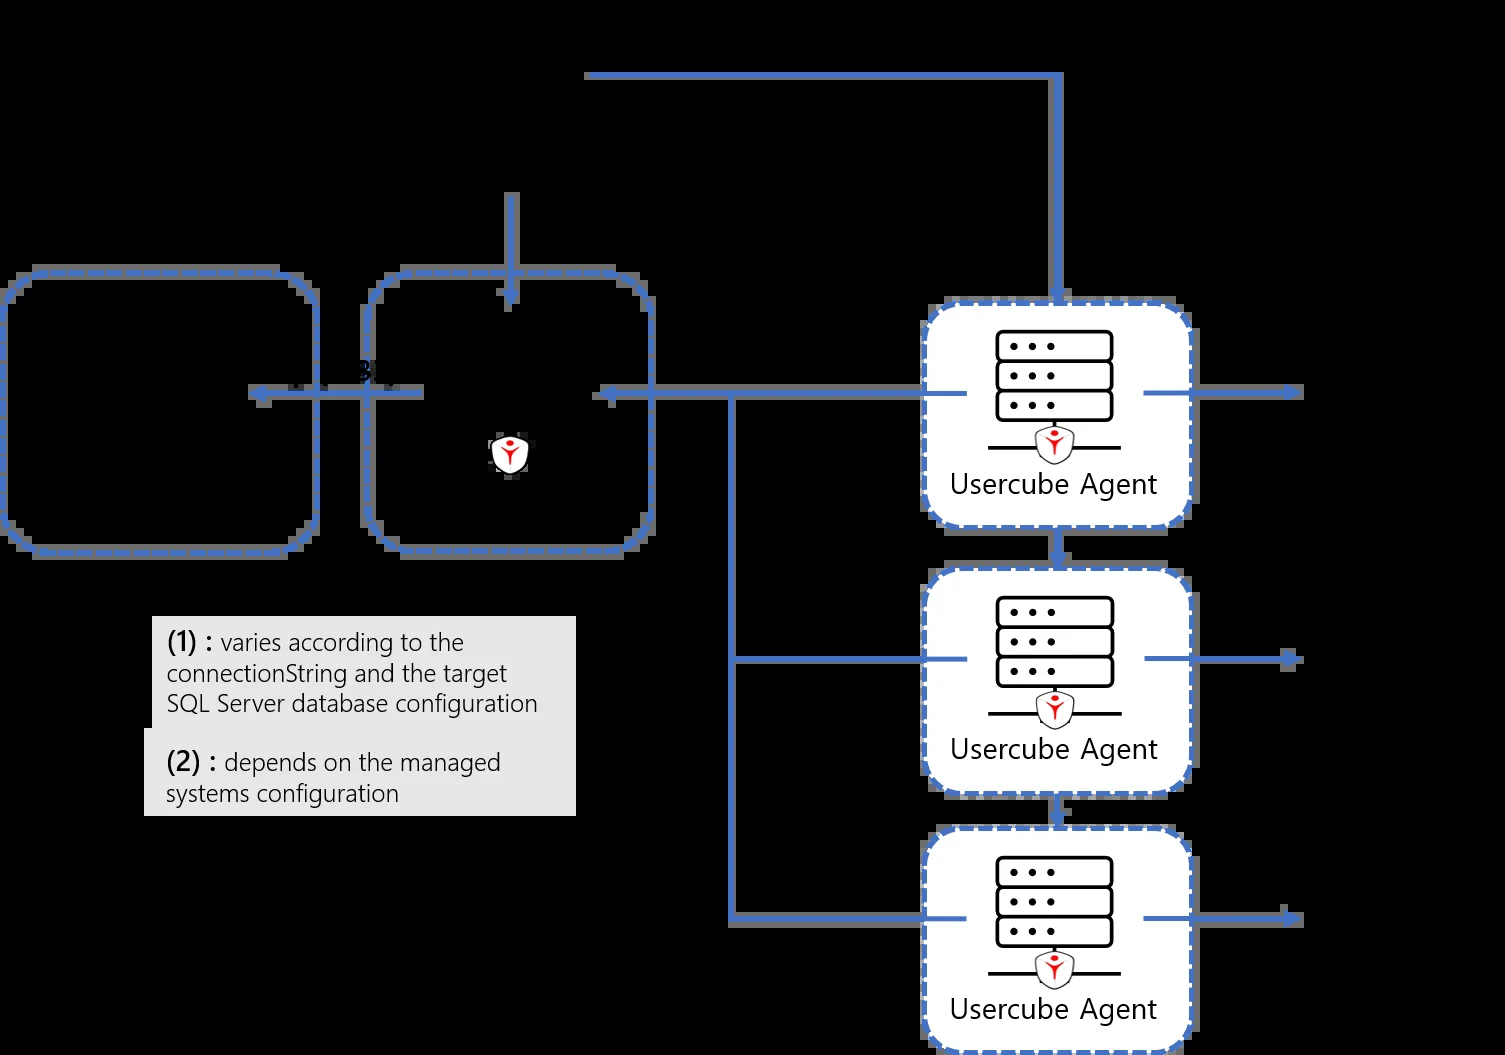 Usercube Agent
Usercube Agent
(1) : varies according to the
connectionString and the target
SQL Server database configuration
(2) : depends on the managed
systems configuration
Usercube Agent